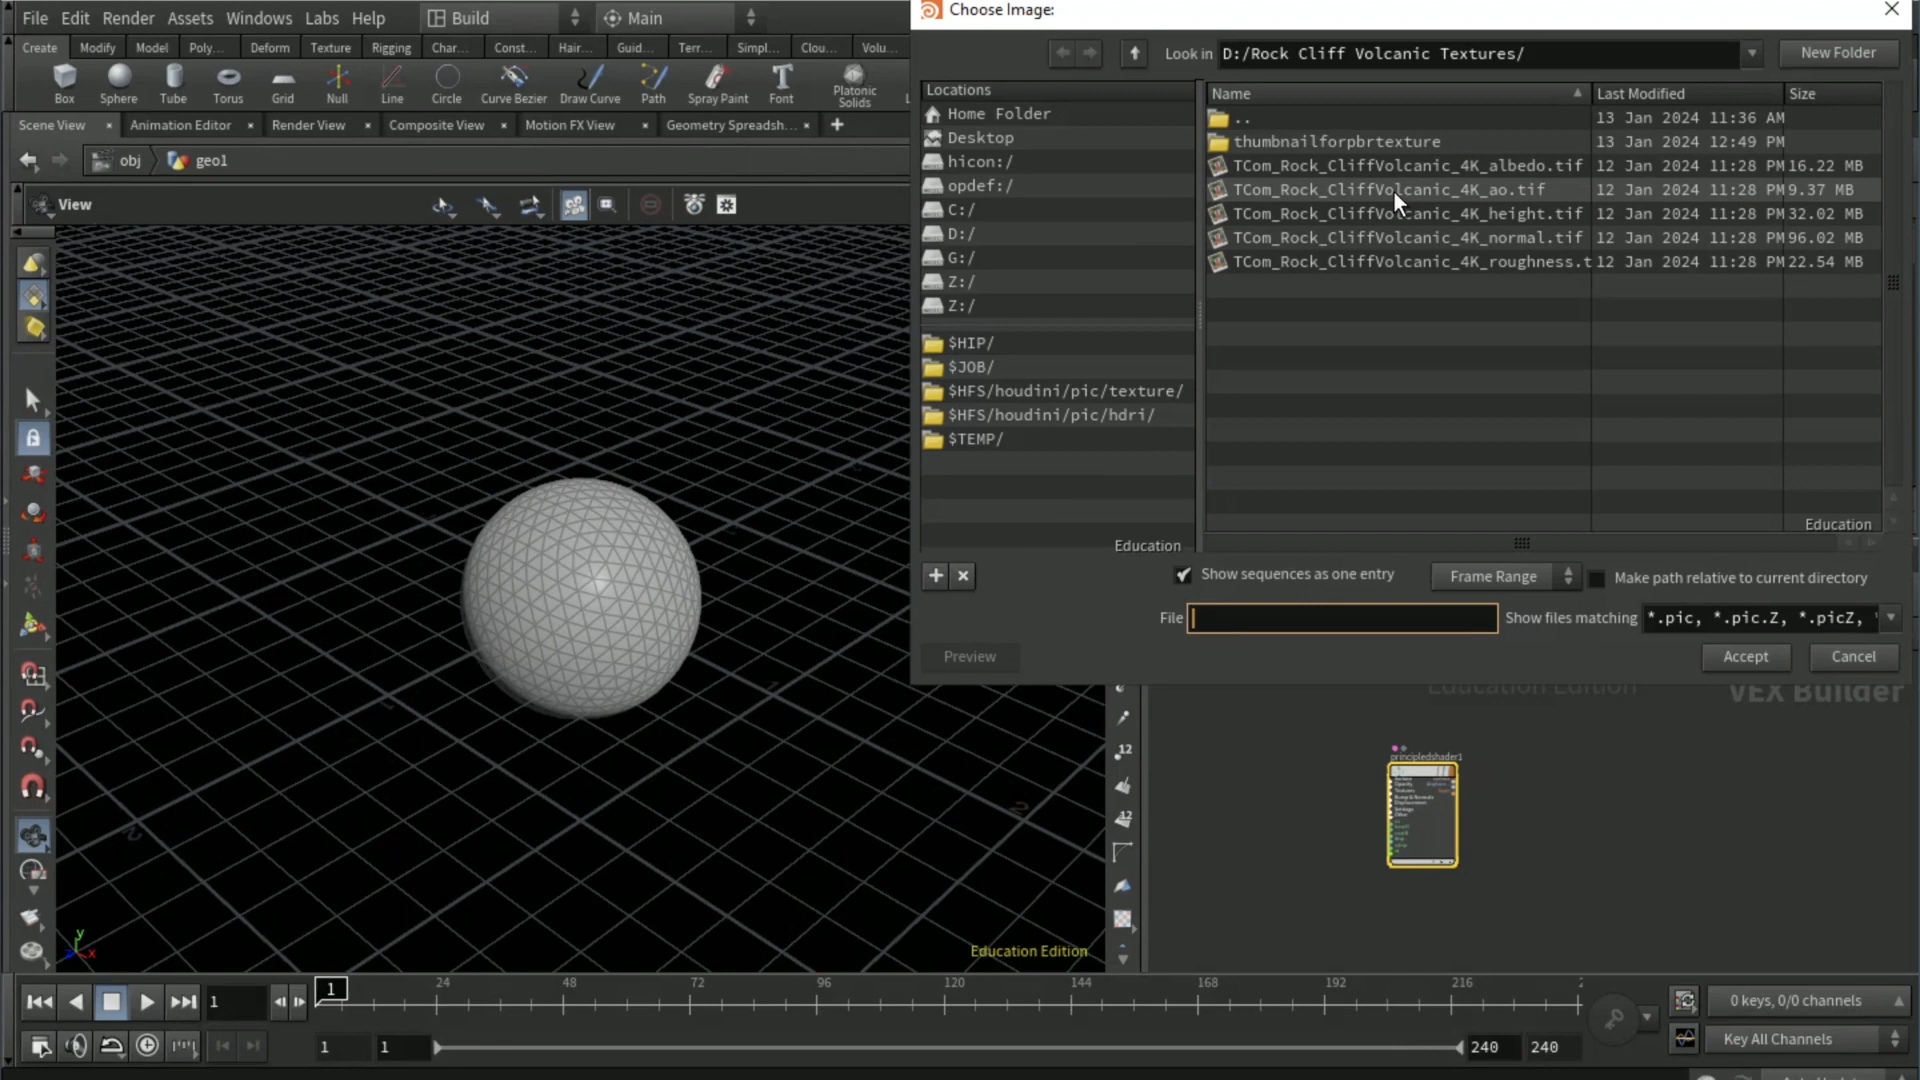 File Edit Render Assets Windows Labs Help Build Main
Choose Image:
Create Modify Model Poly... Deform Texture Rigging Char... Const... Hair... Guid... Terr... Simpl... Clou... Volu...
Box Sphere Tube Torus Grid Null Line Circle Curve Bezier Draw Curve Path Spray Paint Font Platonic Solids
Scene View Animation Editor Render View Composite View Motion FX View Geometry Spreadsh...
obj geo1
View
Look in D:/Rock Cliff Volcanic Textures/ New Folder
Locations
Home Folder
Desktop
hicon:/
opdef:/
C:/
D:/
G:/
Z:/
Z:/
$HIP/
$JOB/
$HFS/houdini/pic/texture/
$HFS/houdini/pic/hdri/
$TEMP/
Education
Name Last Modified Size
.. 13 Jan 2024 11:36 AM
thumbnailforpbrtexture 13 Jan 2024 12:49 PM
TCom_Rock_CliffVolcanic_4K_albedo.tif 12 Jan 2024 11:28 PM 16.22 MB
TCom_Rock_CliffVolcanic_4K_ao.tif 12 Jan 2024 11:28 PM 9.37 MB
TCom_Rock_CliffVolcanic_4K_height.tif 12 Jan 2024 11:28 PM 32.02 MB
TCom_Rock_CliffVolcanic_4K_normal.tif 12 Jan 2024 11:28 PM 96.02 MB
TCom_Rock_CliffVolcanic_4K_roughness.t 12 Jan 2024 11:28 PM 22.54 MB
Education
Show sequences as one entry Frame Range Make path relative to current directory
File Show files matching *.pic, *.pic.Z, *.picZ,
Preview Accept Cancel
Education Edition VEX Builder
principledshader1
12
12
Education Edition
1 1 24 48 72 96 120 144 168 192 216 2
0 keys, 0/0 channels
1 1 240 240
Key All Channels